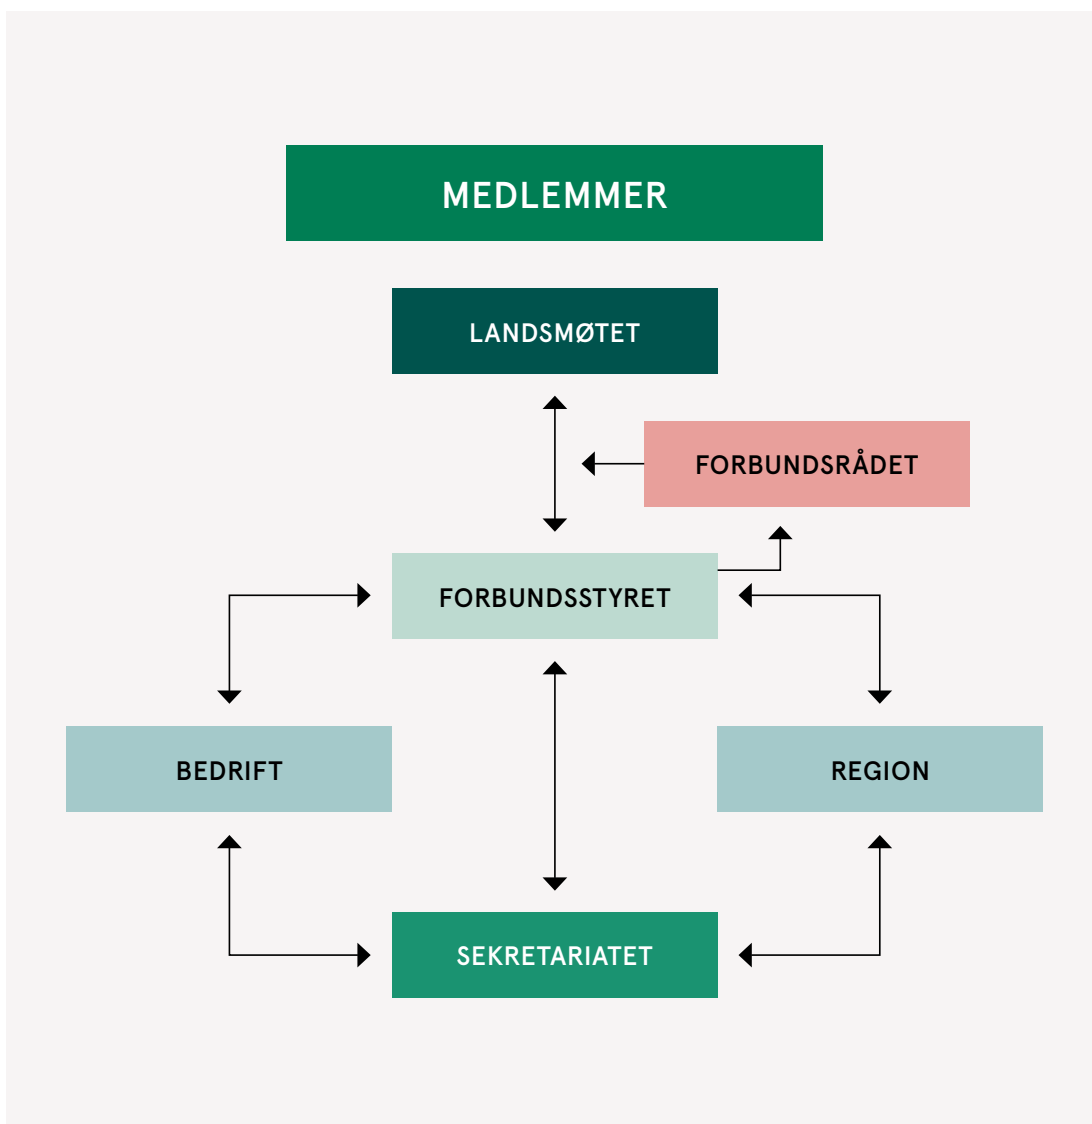 MEDLEMMER
LANDSMØTET
FORBUNDSRÅDET
FORBUNDSSTYRET
BEDRIFT
REGION
SEKRETARIATET